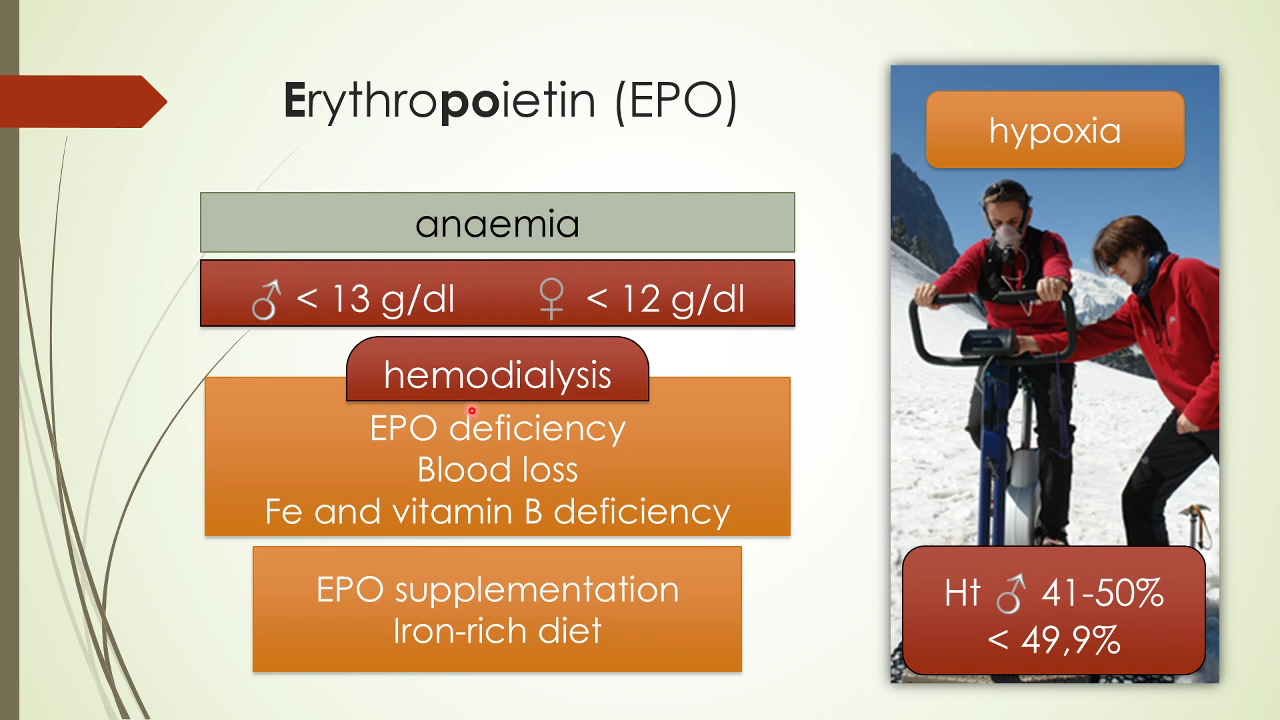 Erythropoietin (EPO)
anaemia
♂ < 13 g/dl ♀ < 12 g/dl
hemodialysis
EPO deficiency
Blood loss
Fe and vitamin B deficiency
EPO supplementation
Iron-rich diet
hypoxia
Ht ♂ 41-50%
< 49,9%